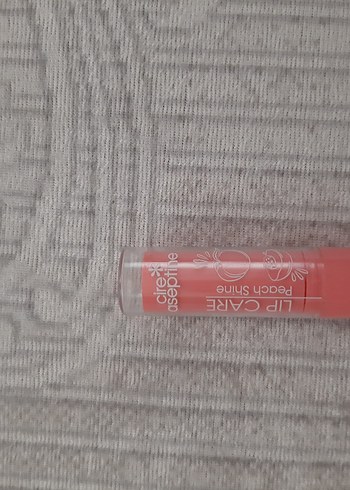 cire
aseptine
LIP CARE
Peach Shine